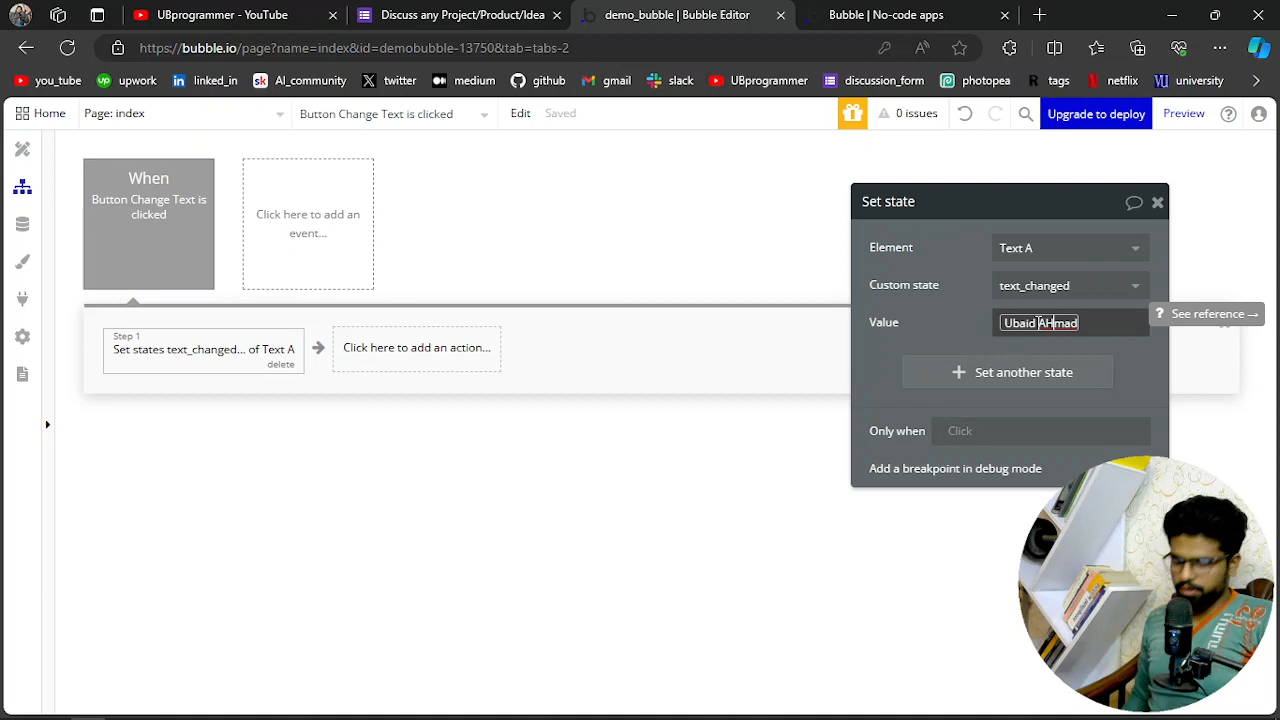 UBprogrammer - YouTube
Discuss any Poject/Product/Idea
demo_bubble | Bubble Editor
Bubble | No-code apps
https://bubble.io/page?name=index&id=demobubble-13750&tab=tab-2
you_tube
upwork
linked_in
AI_community
twitter
medium
github
gmail
slack
UBprogrammer
discussion_form
photopea
tags
netflix
university
Home
Page: index
Button Change Text is clicked
Edit
Saved
0 issues
Upgrade to deploy
Preview
When
Button Change Text is
clicked
Click here to add an
event...
Step 1
Set states text_changed... of Text A
delete
Click here to add an action...
Set state
Element
Text A
Custom state
text_changed
Value
Ubaid AHmad
? See reference →
+ Set another state
Only when
Click
Add a breakpoint in debug mode